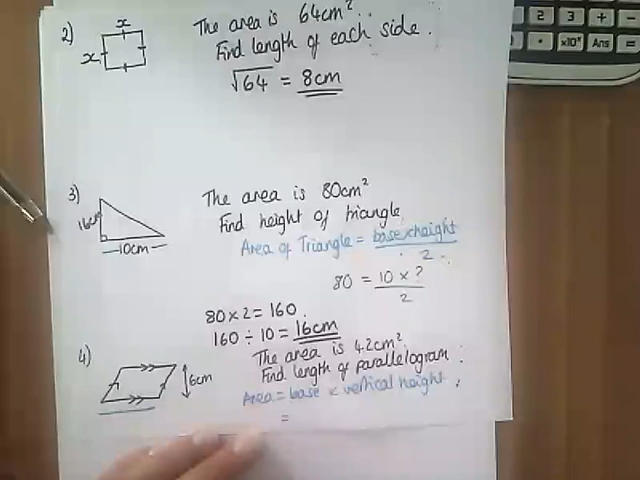 2)
x
x
The area is 64cm².
Find length of each side.
√64 = 8cm
3)
16cm
10cm
The area is 80cm²
Find height of triangle
Area of Triangle = base x height
2
80 = 10 x ?
2
80 x 2 = 160
160 ÷ 10 = 16cm
4)
6cm
The area is 42cm².
Find length of parallelogram
Area = base x vertical height
=
2 3 + -
. x10ˣ Ans =